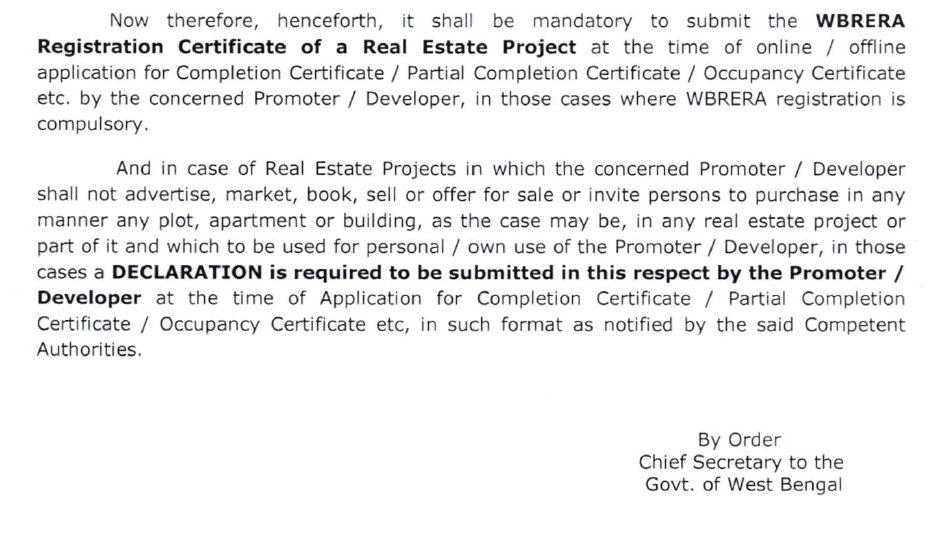 Now therefore, henceforth, it shall be mandatory to submit the WBRERA
Registration Certificate of a Real Estate Project at the time of online / offline
application for Completion Certificate / Partial Completion Certificate / Occupancy Certificate
etc. by the concerned Promoter / Developer, in those cases where WBRERA registration is
compulsory.
And in case of Real Estate Projects in which the concerned Promoter / Developer
shall not advertise, market, book, sell or offer for sale or invite persons to purchase in any
manner any plot, apartment or building, as the case may be, in any real estate project or
part of it and which to be used for personal / own use of the Promoter / Developer, in those
cases a DECLARATION is required to be submitted in this respect by the Promoter /
Developer at the time of Application for Completion Certificate / Partial Completion
Certificate / Occupancy Certificate etc, in such format as notified by the said Competent
Authorities.
By Order
Chief Secretary to the
Govt. of West Bengal